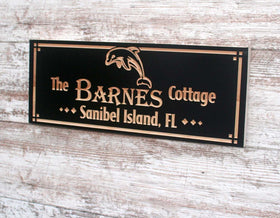 The BARNES Cottage
Sanibel Island, FL